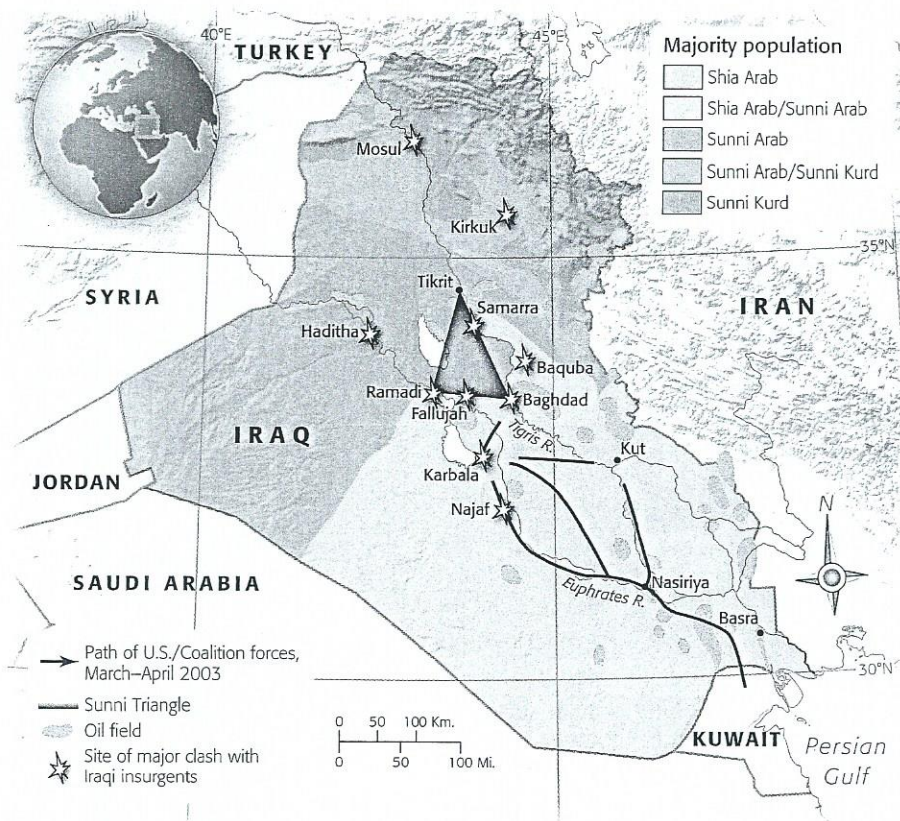 40°E
45°E
TURKEY
Majority population
Shia Arab
Shia Arab/Sunni Arab
Sunni Arab
Sunni Arab/Sunni Kurd
Sunni Kurd
Mosul
Kirkuk
35°N
Tikrit
SYRIA
Samarra
IRAN
Haditha
Baquba
Ramadi
Baghdad
Fallujah
IRAQ
Tigris R.
Kut
Karbala
JORDAN
Najaf
N
SAUDI ARABIA
Nasiriya
Euphrates R.
Basra
Path of U.S./Coalition forces,
March–April 2003
30°N
Sunni Triangle
Oil field
Site of major clash with
Iraqi insurgents
0 50 100 Km.
0 50 100 Mi.
KUWAIT
Persian
Gulf